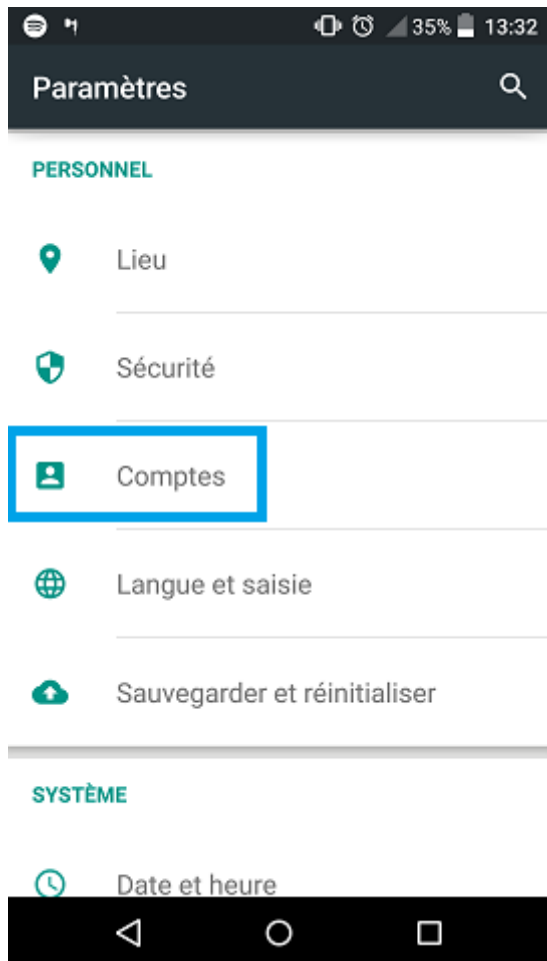 35% 13:32
Paramètres
PERSONNEL
Lieu
Sécurité
Comptes
Langue et saisie
Sauvegarder et réinitialiser
SYSTÈME
Date et heure